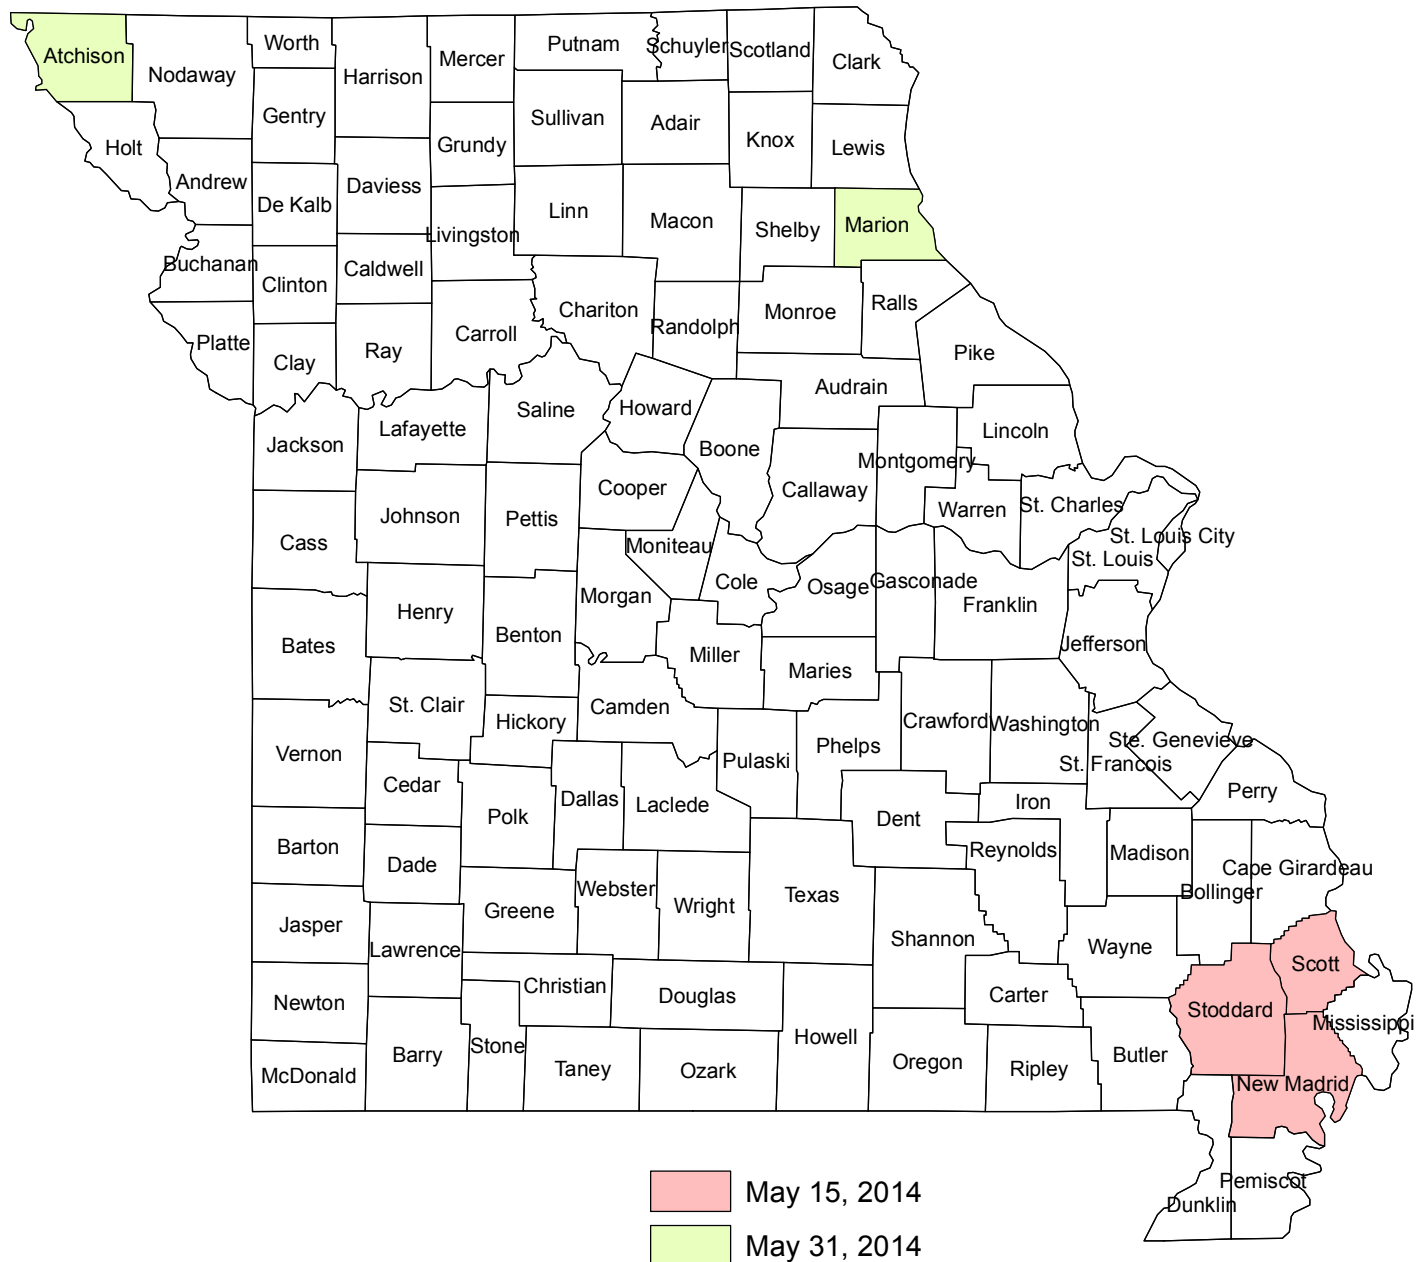 Atchison
Nodaway
Worth
Harrison
Mercer
Putnam
Schuyler
Scotland
Clark
Holt
Gentry
Grundy
Sullivan
Adair
Knox
Lewis
Andrew
De Kalb
Daviess
Livingston
Linn
Macon
Shelby
Marion
Buchanan
Clinton
Caldwell
Chariton
Randolph
Monroe
Ralls
Platte
Clay
Ray
Carroll
Pike
Audrain
Jackson
Lafayette
Saline
Howard
Boone
Lincoln
Montgomery
Callaway
Cooper
Johnson
Pettis
Warren
St. Charles
St. Louis City
St. Louis
Cass
Moniteau
Cole
Osage
Gasconade
Franklin
Henry
Morgan
Benton
Bates
Miller
Maries
Jefferson
St. Clair
Hickory
Camden
Crawford
Washington
Ste. Genevieve
St. Francois
Vernon
Pulaski
Phelps
Cedar
Dallas
Laclede
Polk
Iron
Perry
Dent
Barton
Dade
Reynolds
Madison
Cape Girardeau
Bollinger
Webster
Wright
Texas
Greene
Jasper
Lawrence
Shannon
Wayne
Scott
Christian
Douglas
Carter
Stoddard
Mississippi
Newton
Howell
Stone
Barry
Taney
Ozark
Oregon
Ripley
Butler
McDonald
New Madrid
Pemiscot
Dunklin
May 15, 2014
May 31, 2014